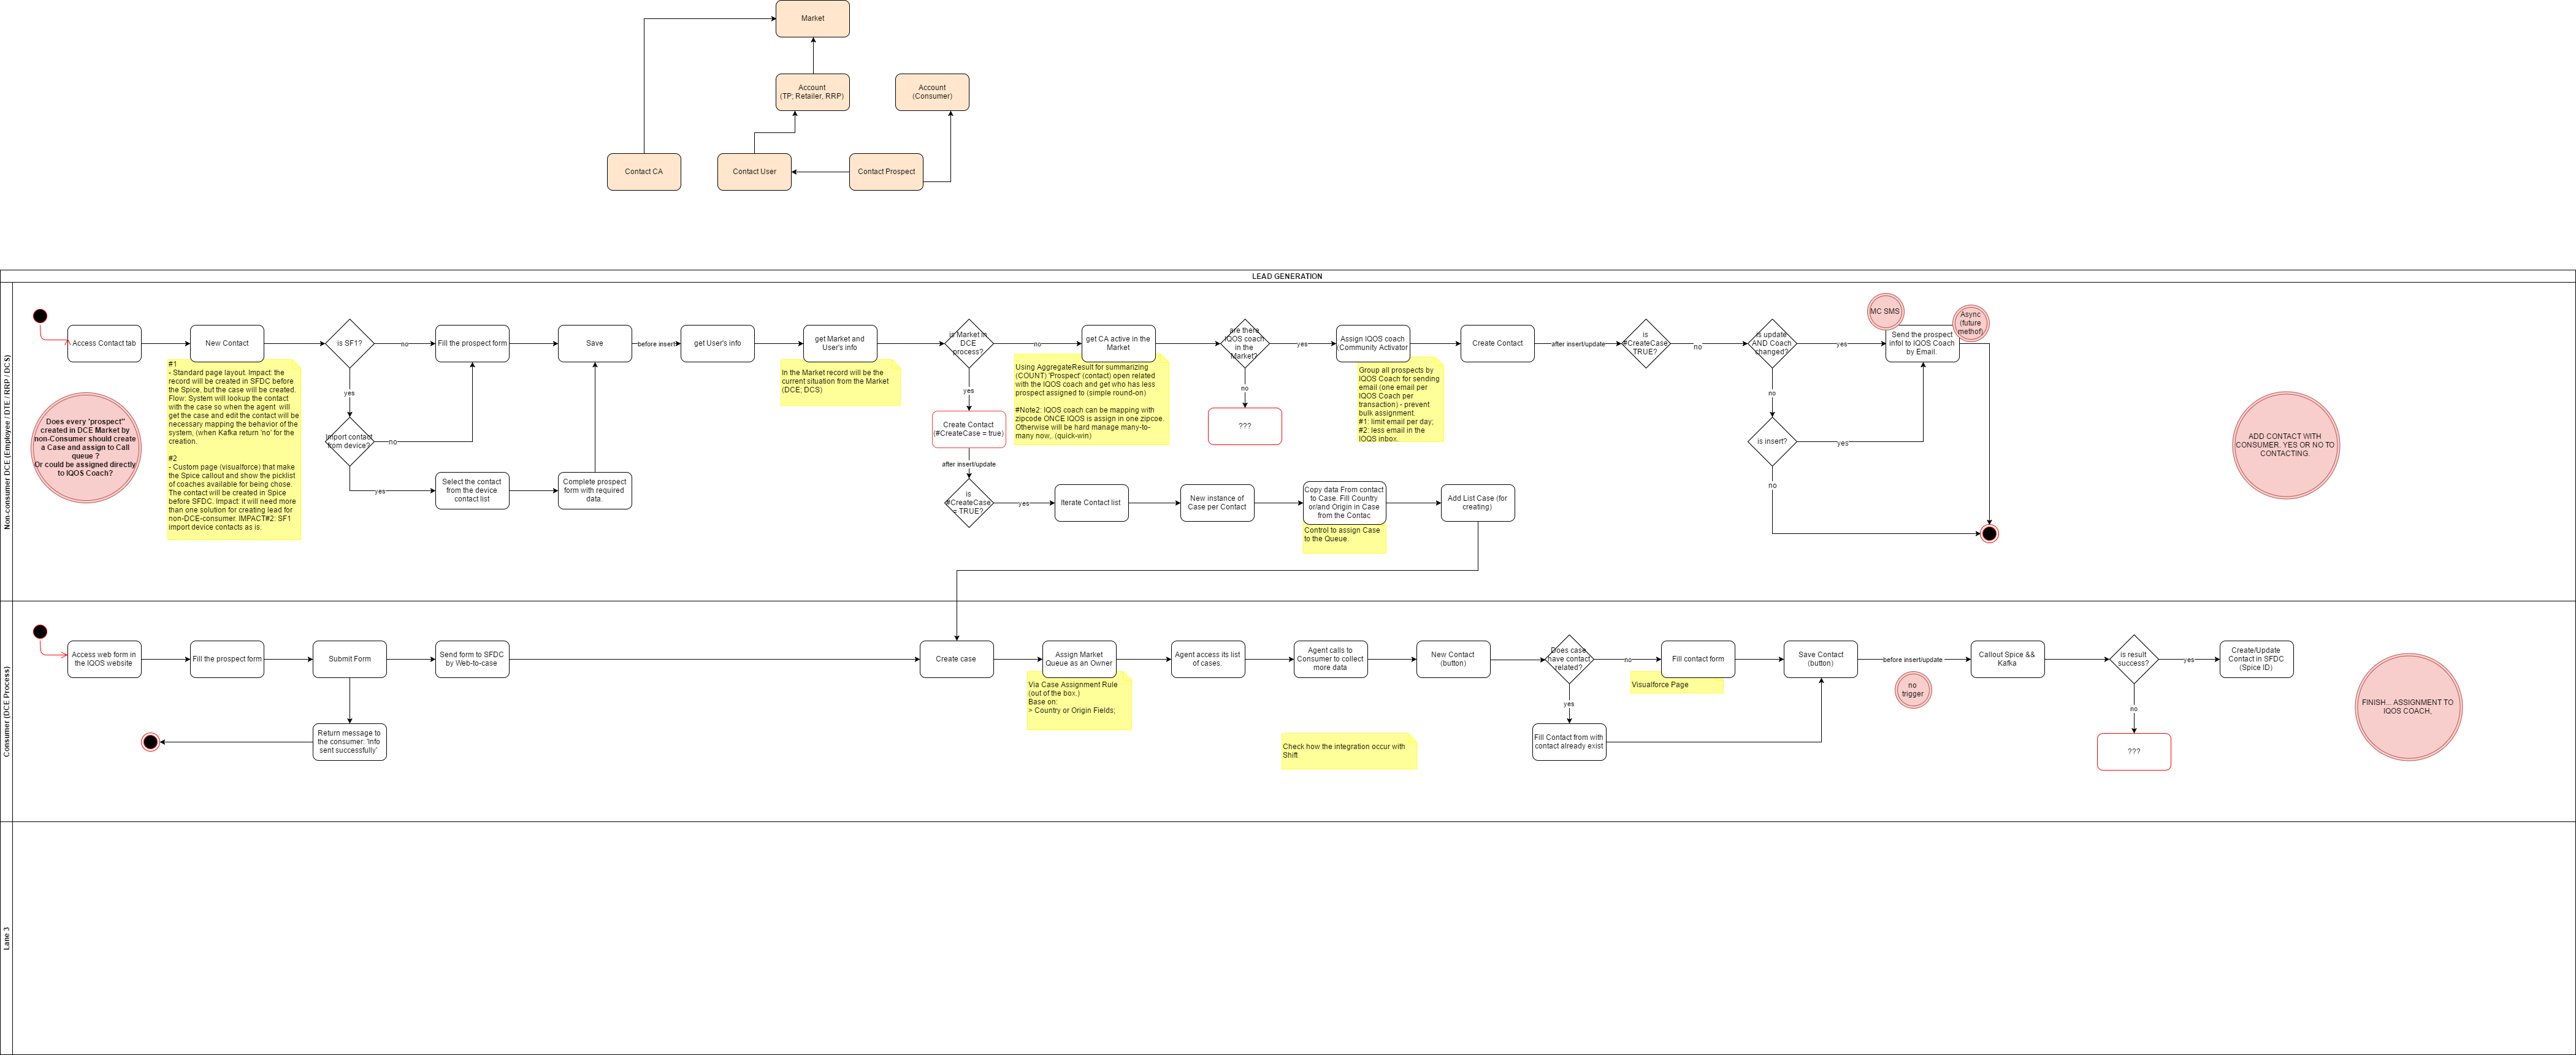 Market
Account
(TP; Retailer, RRP)
Account
(Consumer)
Contact CA
Contact User
Contact Prospect
LEAD GENERATION
Non-consumer DCE (Employee / DTE / RRP / DCS)
Access Contact tab
New Contact
is SF1?
no
Fill the prospect form
Save
before insert
get User's info
get Market and
User's info
is Market in
DCE
process?
no
get CA active in the
Market
are there
IQOS coach
in the
Market?
yes
Assign IQOS coach
(Community Activator)
Create Contact
after insert/update
is
#CreateCase
TRUE?
no
is update
AND Coach
changed?
yes
MC SMS
Async
(future
methof)
Send the prospect
infol to IQOS Coach
by Email.
#1
- Standard page layout. Impact: the
record will be created in SFDC before
the Spice, but the case will be created.
Flow: System will lookup the contact
with the case so when the agent will
get the case and edit the contact will be
necessary mapping the behavior of the
system, (when Kafka return 'no' for the
creation.
#2
- Custom page (visualforce) that make
the Spice callout and show the picklist
of coaches available for being chose.
The contact will be created in Spice
before SFDC. Impact: it will need more
than one solution for creating lead for
non-DCE-consumer. IMPACT#2: SF1
import device contacts as is.
Does every 'prospect"
created in DCE Market by
non-Consumer should create
a Case and assign to Call
queue ?
Or could be assigned directly
to IQOS Coach?
yes
Import contact
from device?
no
yes
Select the contact
from the device
contact list
Complete prospect
form with required
data.
In the Market record will be the
current situation from the Market
(DCE; DCS)
yes
Create Contact
(#CreateCase = true)
after insert/update
is
#CreateCase
= TRUE?
yes
Iterate Contact list
New instance of
Case per Contact
Copy data From contact
to Case. Fill Country
or/and Origin in Case
from the Contac
Control to assign Case
to the Queue.
Add List Case (for
creating)
Using AggregateResult for summarizing
(COUNT) 'Prospect' (contact) open related
with the IQOS coach and get who has less
prospect assigned to (simple round-on)
#Note2: IQOS coach can be mapping with
zipcode ONCE IQOS is assign in one zipcoe.
Otherwise will be hard manage many-to-
many now,. (quick-win)
no
???
Group all prospects by
IQOS Coach for sending
email (one email per
IQOS Coach per
transaction) - prevent
bulk assignment.
#1: limit email per day;
#2: less email in the
IQOS inbox.
no
is insert?
yes
no
ADD CONTACT WITH
CONSUMER. YES OR NO TO
CONTACTING.
Consumer (DCE Process)
Access web form in
the IQOS website
Fill the prospect form
Submit Form
Send form to SFDC
by Web-to-case
Return message to
the consumer: 'Info
sent successfully'
Create case
Assign Market
Queue as an Owner
Via Case Assignment Rule
(out of the box.)
Base on:
> Country or Origin Fields;
Agent access its list
of cases.
Agent calls to
Consumer to collect
more data
Check how the integration occur with
Shift
New Contact
(button)
Does case
have contact
related?
no
Fill contact form
Visualforce Page
yes
Fill Contact from with
contact already exist
Save Contact
(button)
before insert/update
no
trigger
Callout Spice &&
Kafka
is result
success?
yes
Create/Update
Contact in SFDC
(Spice ID)
no
???
FINISH... ASSIGNMENT TO
IQOS COACH,
Lane 3